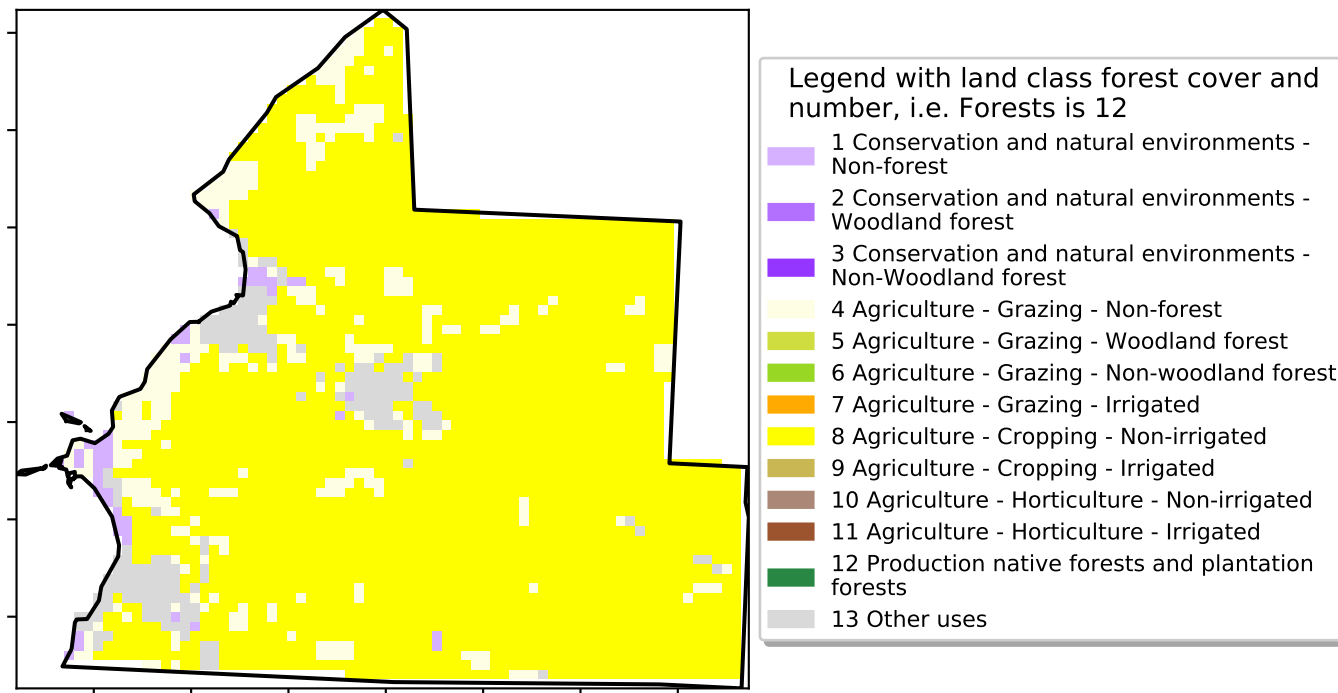 Legend with land class forest cover and
number, i.e. Forests is 12
1 Conservation and natural environments -
Non-forest
2 Conservation and natural environments -
Woodland forest
3 Conservation and natural environments -
Non-Woodland forest
4 Agriculture - Grazing - Non-forest
5 Agriculture - Grazing - Woodland forest
6 Agriculture - Grazing - Non-woodland forest
7 Agriculture - Grazing - Irrigated
8 Agriculture - Cropping - Non-irrigated
9 Agriculture - Cropping - Irrigated
10 Agriculture - Horticulture - Non-irrigated
11 Agriculture - Horticulture - Irrigated
12 Production native forests and plantation
forests
13 Other uses